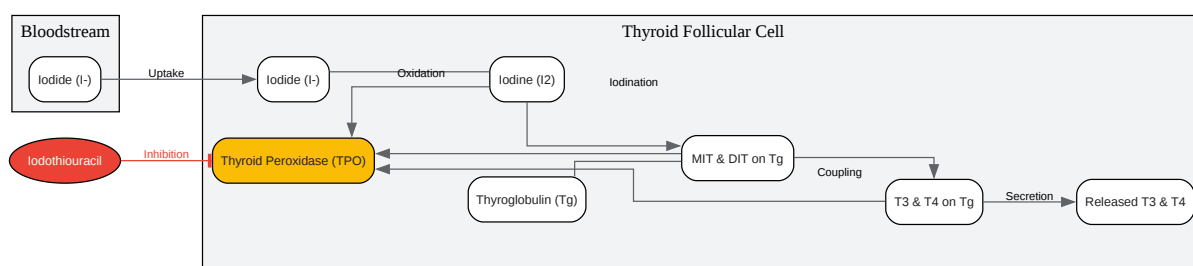 Bloodstream
Thyroid Follicular Cell
Iodide (I-)
Uptake
Iodide (I-)
Oxidation
Iodine (I2)
Iodination
Iodothiouracil
Inhibition
Thyroid Peroxidase (TPO)
MIT & DIT on Tg
Coupling
Thyroglobulin (Tg)
T3 & T4 on Tg
Secretion
Released T3 & T4